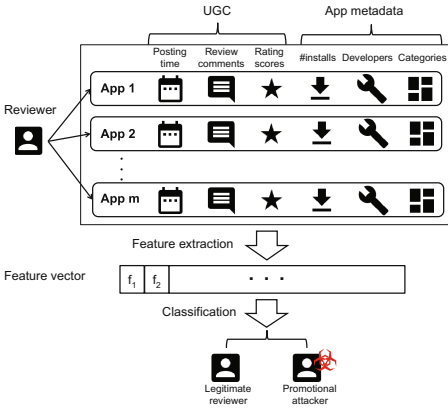 UGC App metadata
Posting time Review comments Rating scores #installs Developers Categories
App 1
Reviewer
App 2
App m
Feature extraction
Feature vector
f1 f2 . . .
Classification
Legitimate reviewer Promotional attacker